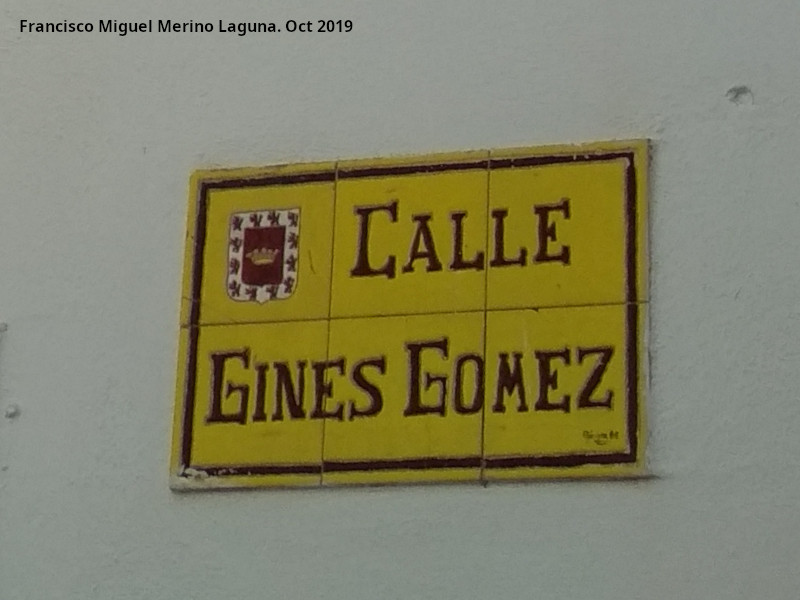 Francisco Miguel Merino Laguna. Oct 2019
CALLE
GINES GOMEZ